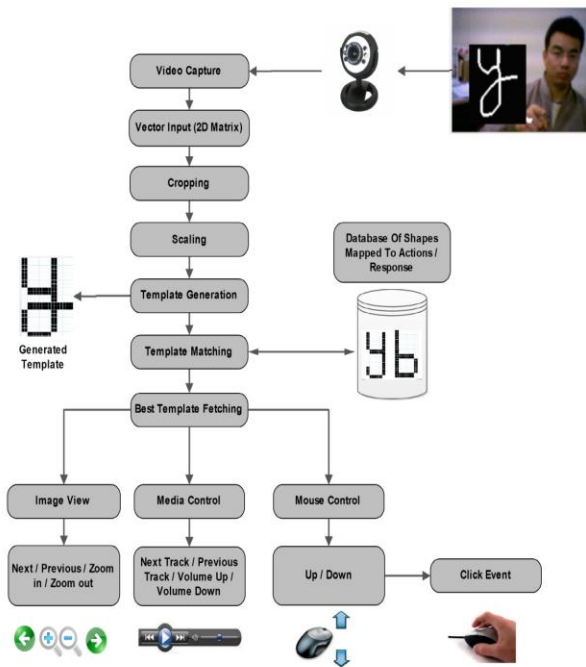 Video Capture
Vector Input (2D Matrix)
Cropping
Scaling
Database Of Shapes
Mapped To Actions /
Response
Template Generation
Generated
Template
Template Matching
y b
Best Template Fetching
Image View
Media Control
Mouse Control
Next / Previous / Zoom
in / Zoom out
Next Track / Previous
Track / Volume Up /
Volume Down
Up / Down
Click Event